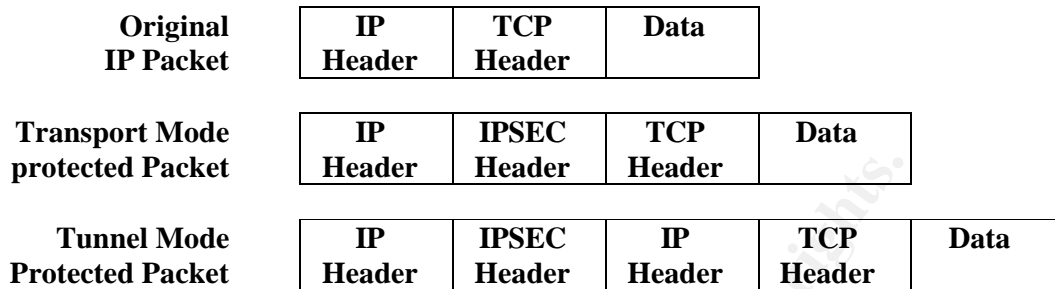 Original IP TCP Data
IP Packet Header Header
Transport Mode IP IPSEC TCP Data
protected Packet Header Header Header
Tunnel Mode IP IPSEC IP TCP Data
Protected Packet Header Header Header Header
ights.